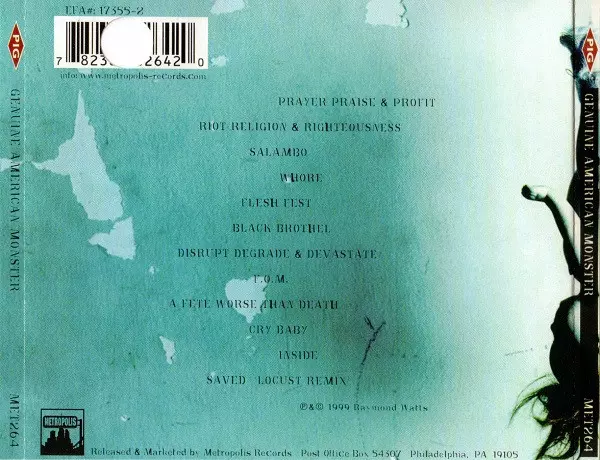 EFA#: 17355-2
7 823 2642 0
info@www.metropolis-records.com
PRAYER PRAISE & PROFIT
RIOT RELIGION & RIGHTEOUSNESS
SALAMBO
WHORE
FLESH FEST
BLACK BROTHEL
DISRUPT DEGRADE & DEVASTATE
F.O.M.
A FETE WORSE THAN DEATH
CRY BABY
INSIDE
SAVED LOCUST REMIX
℗&© 1999 Raymond Watts
METROPOLIS
Released & Marketed by Metropolis Records Post Office Box 54307 Philadelphia, PA 19105
PIG
GENUINE AMERICAN MONSTER
MET264
PIG
GENUINE AMERICAN MONSTER
MET264